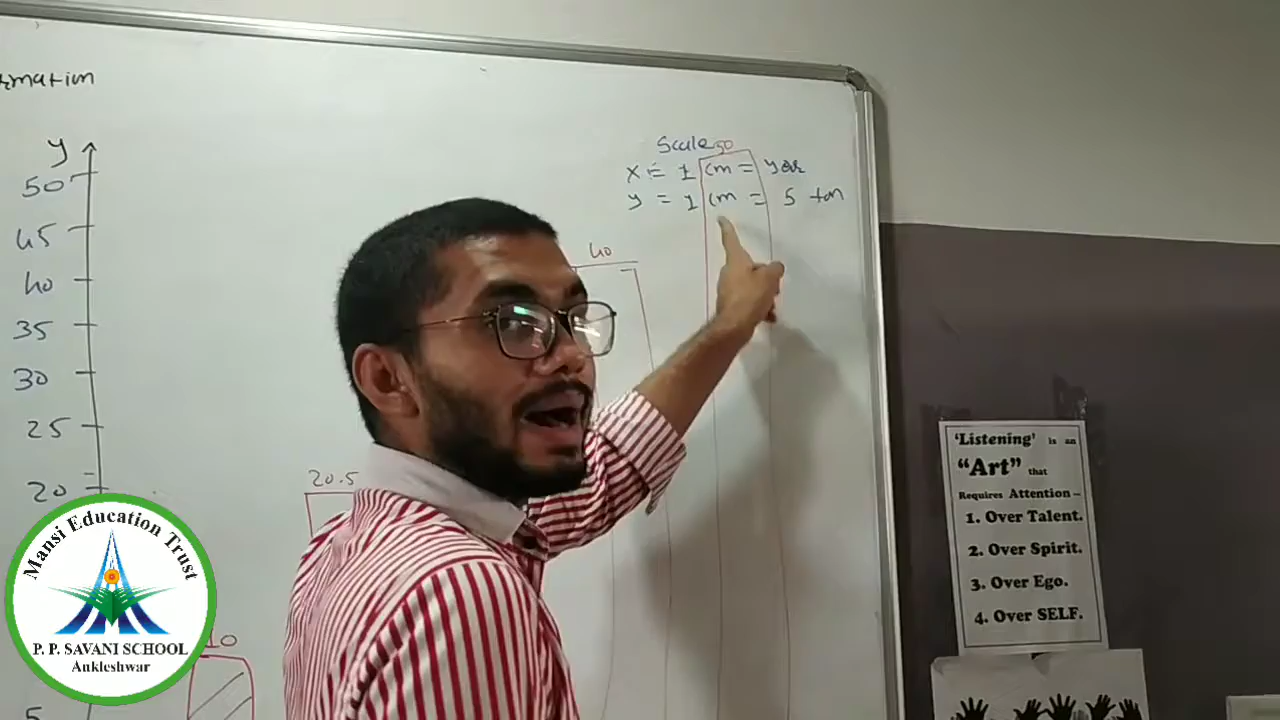 rmation
y
50
45
40
35
30
25
20
5
10
20.5
40
50
Scale
x = 1 cm = year
y = 1 cm = 5 ton
'Listening' is an
"Art" that
Requires Attention –
1. Over Talent.
2. Over Spirit.
3. Over Ego.
4. Over SELF.
Mansi Education Trust
P. P. SAVANI SCHOOL
Ankleshwar